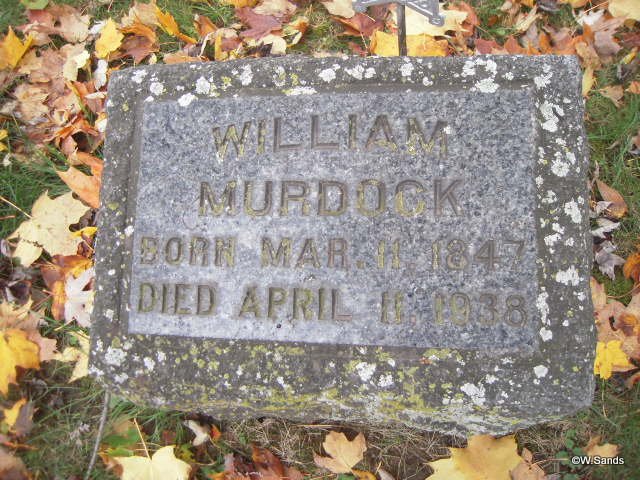 WILLIAM
MURDOCK
BORN MAR. 11, 1847
DIED APRIL 11, 1938
©W.Sands